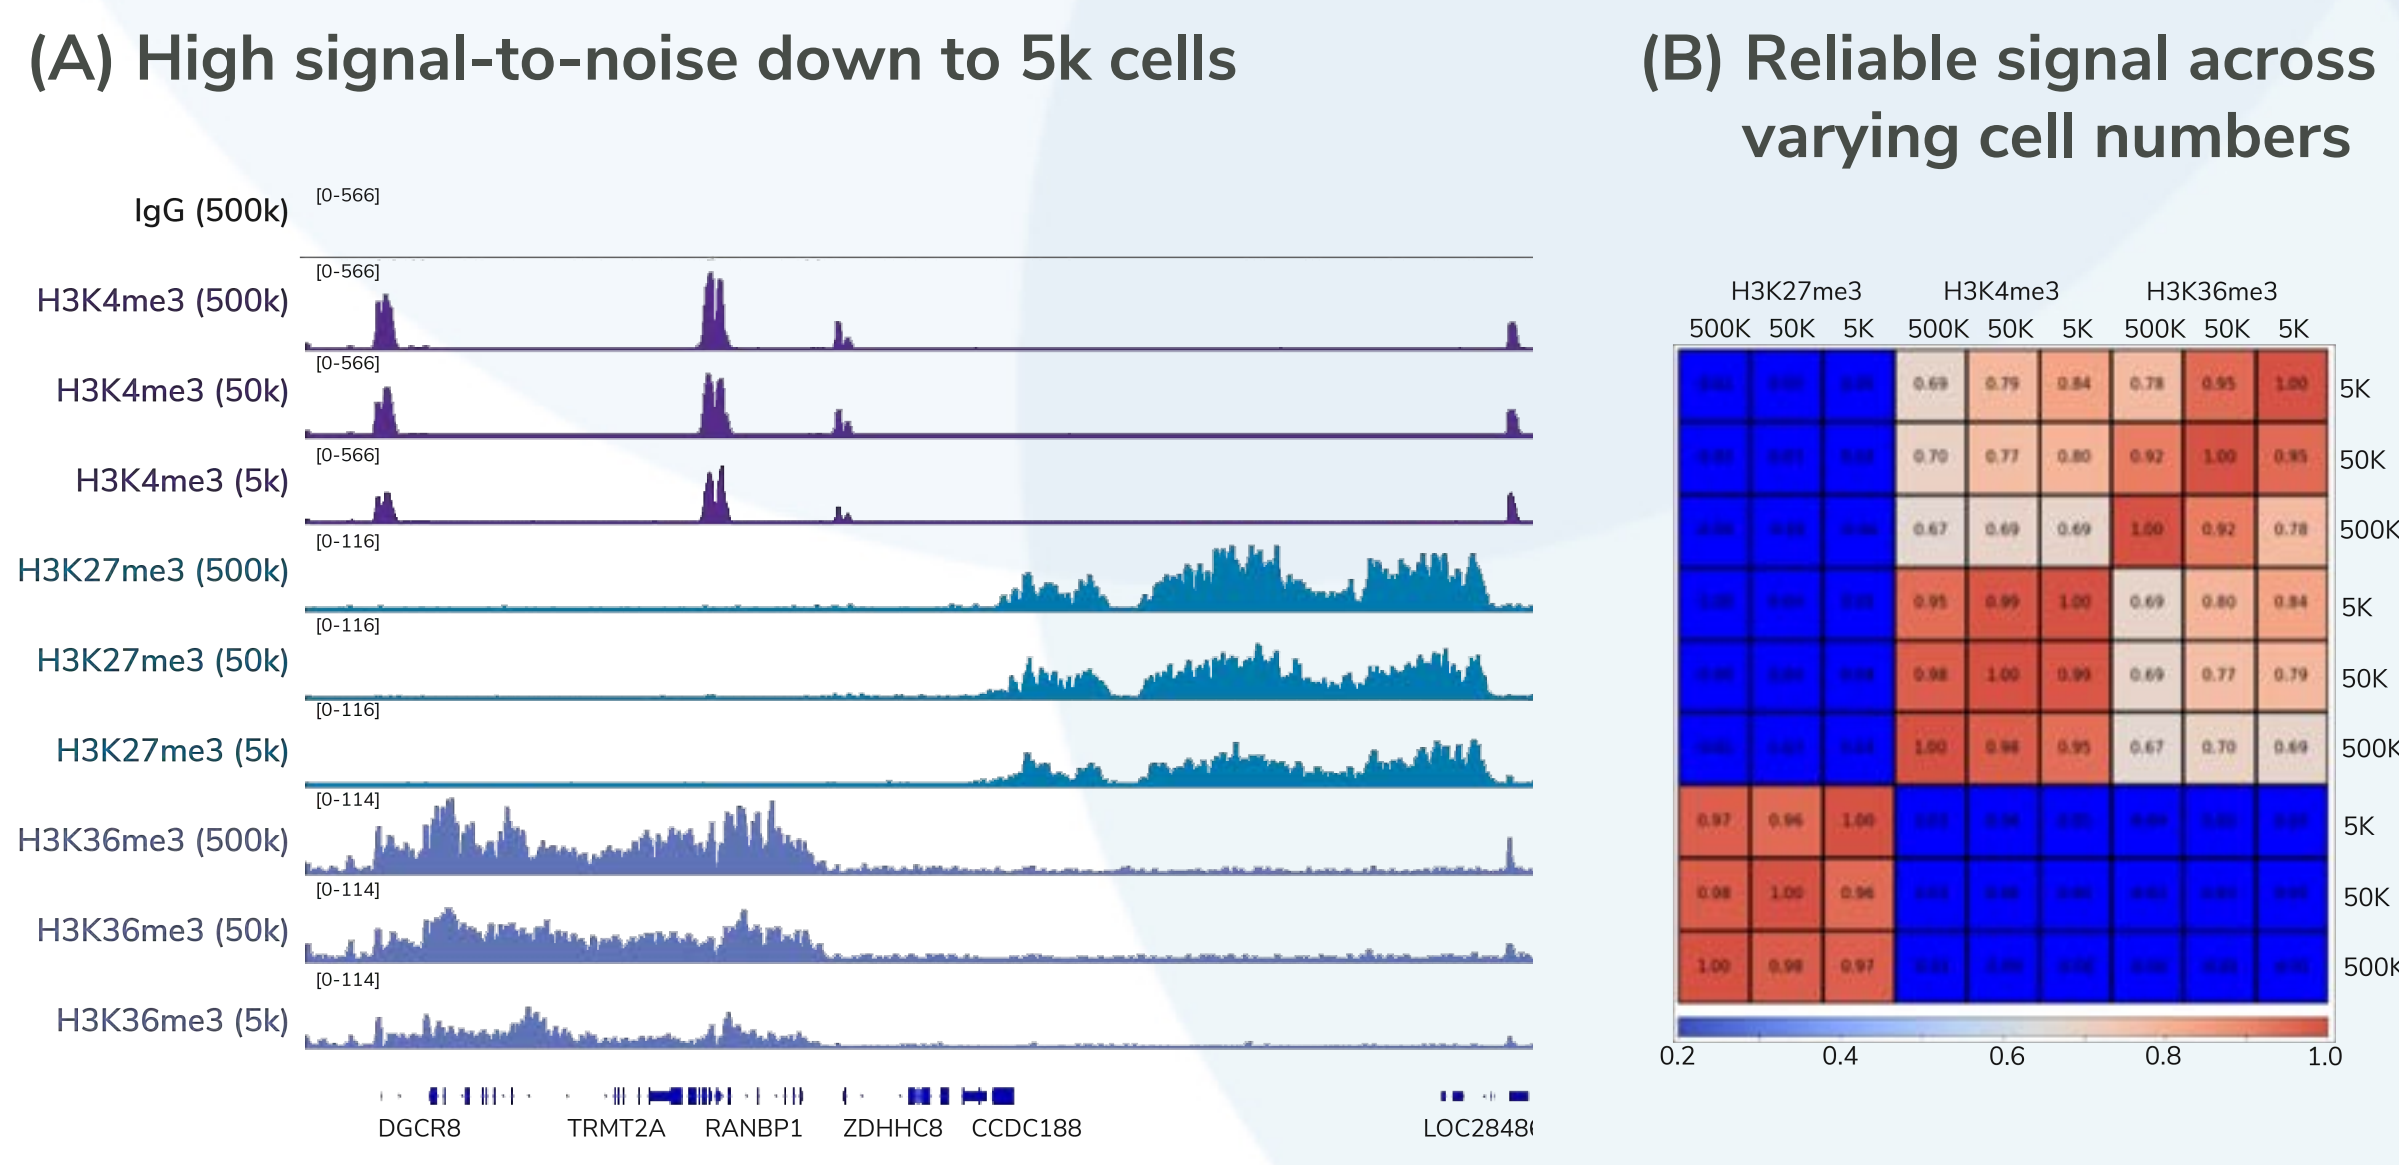 (A) High signal-to-noise down to 5k cells
(B) Reliable signal across
varying cell numbers
IgG (500k)
[0-566]
H3K4me3 (500k)
[0-566]
H3K4me3 (50k)
[0-566]
H3K4me3 (5k)
[0-566]
H3K27me3 (500k)
[0-116]
H3K27me3 (50k)
[0-116]
H3K27me3 (5k)
[0-116]
H3K36me3 (500k)
[0-114]
H3K36me3 (50k)
[0-114]
H3K36me3 (5k)
[0-114]
DGCR8 TRMT2A RANBP1 ZDHHC8 CCDC188 LOC28486
H3K27me3 H3K4me3 H3K36me3
500K 50K 5K 500K 50K 5K 500K 50K 5K
0.69 0.79 0.84 0.78 0.95 1.00 5K
0.70 0.77 0.80 0.92 1.00 0.95 50K
0.67 0.69 0.69 1.00 0.92 0.78 500K
0.95 0.99 1.00 0.69 0.80 0.84 5K
0.98 1.00 0.99 0.69 0.77 0.79 50K
1.00 0.98 0.95 0.67 0.70 0.69 500K
0.97 0.96 1.00 5K
0.98 1.00 0.96 50K
1.00 0.98 0.97 500K
0.2 0.4 0.6 0.8 1.0